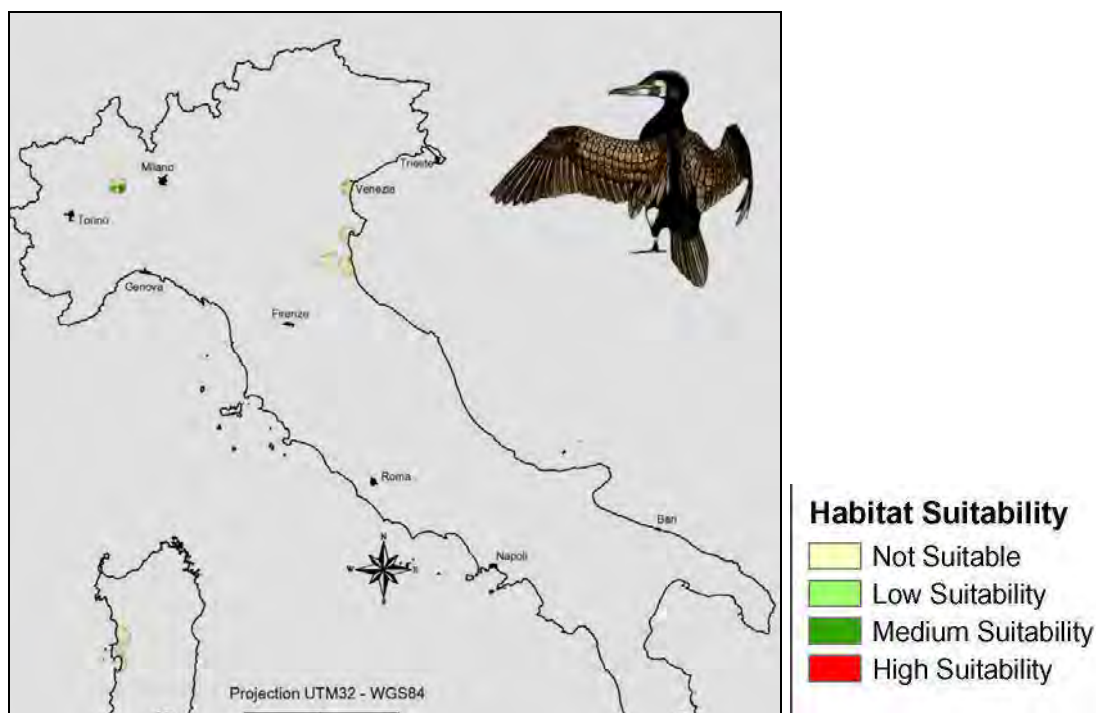 Trieste
Milano
Venezia
Torino
Genova
Firenze
Roma
Bari
N
W
E
S
Napoli
Projection UTM32 - WGS84
Habitat Suitability
Not Suitable
Low Suitability
Medium Suitability
High Suitability